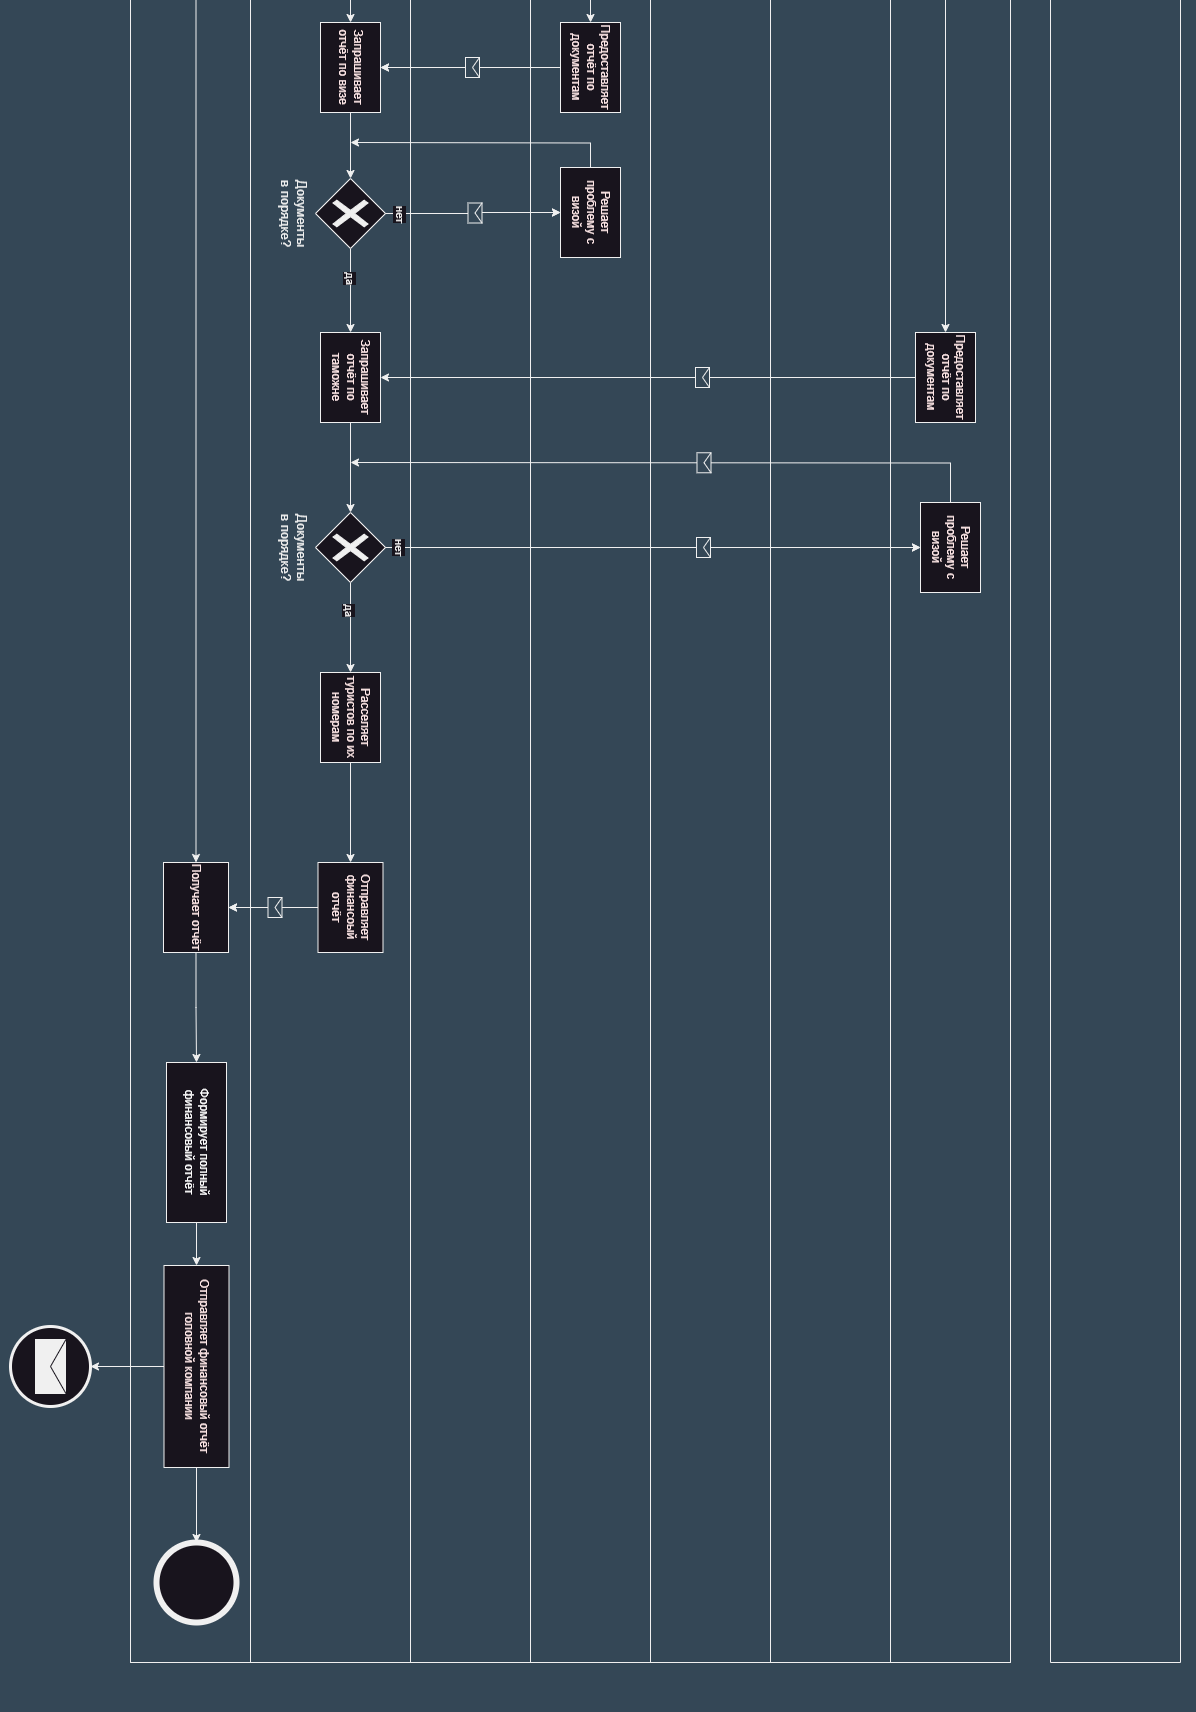 Запрашивает
отчёт по визе
Предоставляет
отчёт по
документам
Решает
проблему с
визой
Документы
в порядке?
нет
да
Запрашивает
отчёт по
таможне
Предоставляет
отчёт по
документам
Решает
проблему с
визой
Документы
в порядке?
нет
да
Расселяет
туристов по их
номерам
Отправляет
финансоый
отчёт
Получает отчёт
Формирует полный
финансовый отчёт
Отправляет финансовый отчёт
головной компании